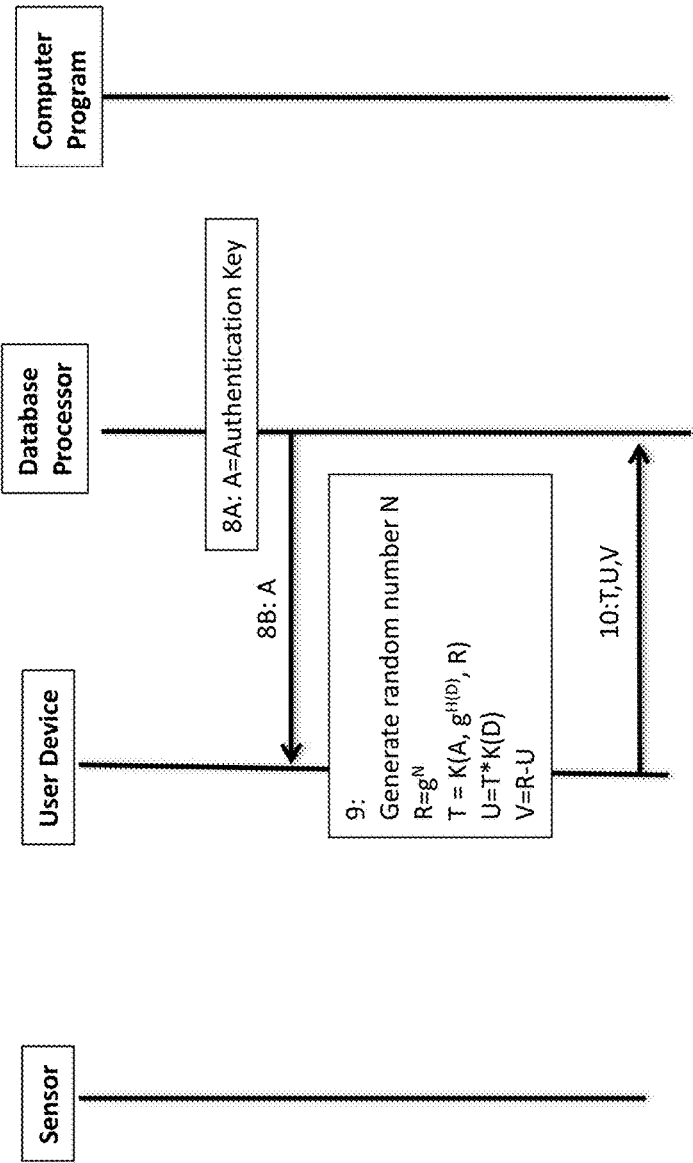 Sensor
User Device
Database
Processor
Computer
Program
8A: A=Authentication Key
8B: A
9:
Generate random number N
R=g^N
T = K(A, g^H(D), R)
U=T*K(D)
V=R-U
10:T,U,V